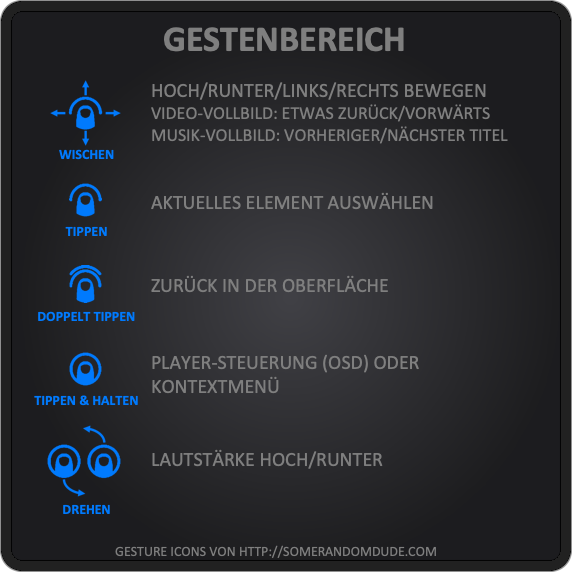 GESTENBEREICH
HOCH/RUNTER/LINKS/RECHTS BEWEGEN
VIDEO-VOLLBILD: ETWAS ZURÜCK/VORWÄRTS
MUSIK-VOLLBILD: VORHERIGER/NÄCHSTER TITEL
WISCHEN
AKTUELLES ELEMENT AUSWÄHLEN
TIPPEN
ZURÜCK IN DER OBERFLÄCHE
DOPPELT TIPPEN
PLAYER-STEUERUNG (OSD) ODER
KONTEXTMENÜ
TIPPEN & HALTEN
LAUTSTÄRKE HOCH/RUNTER
DREHEN
GESTURE ICONS VON HTTP://SOMERANDOMDUDE.COM